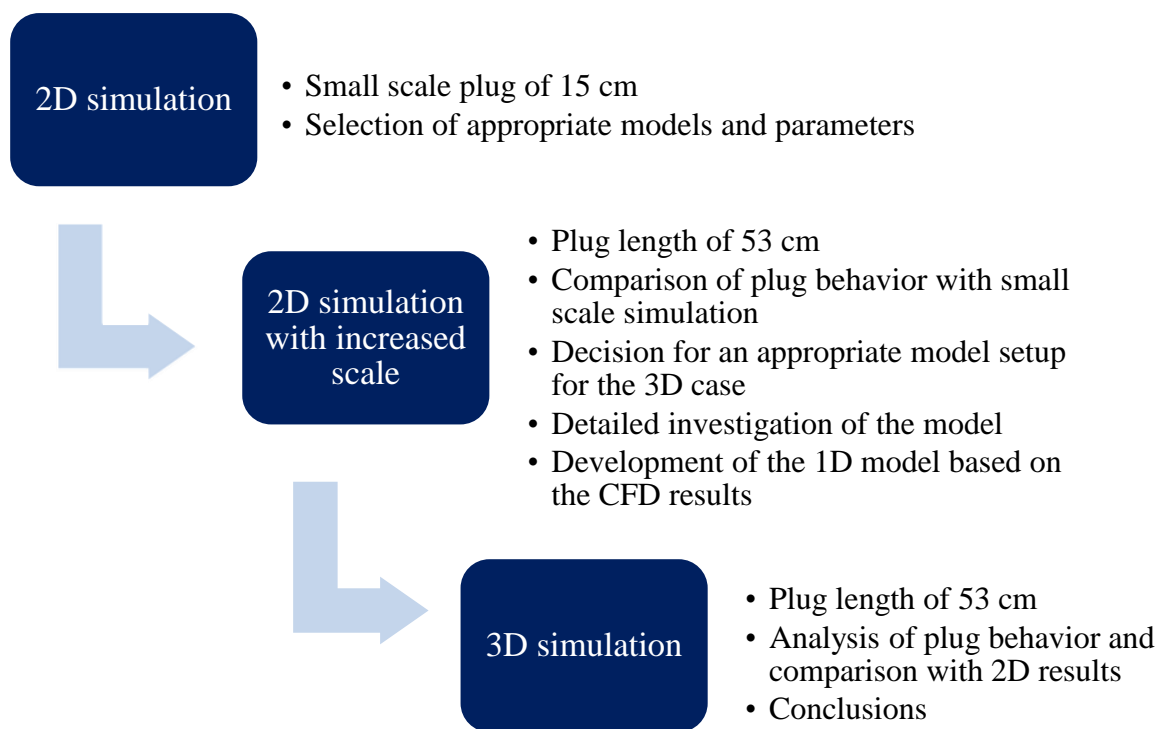 2D simulation
• Small scale plug of 15 cm
• Selection of appropriate models and parameters
2D simulation
with increased
scale
• Plug length of 53 cm
• Comparison of plug behavior with small
scale simulation
• Decision for an appropriate model setup
for the 3D case
• Detailed investigation of the model
• Development of the 1D model based on
the CFD results
3D simulation
• Plug length of 53 cm
• Analysis of plug behavior and
comparison with 2D results
• Conclusions